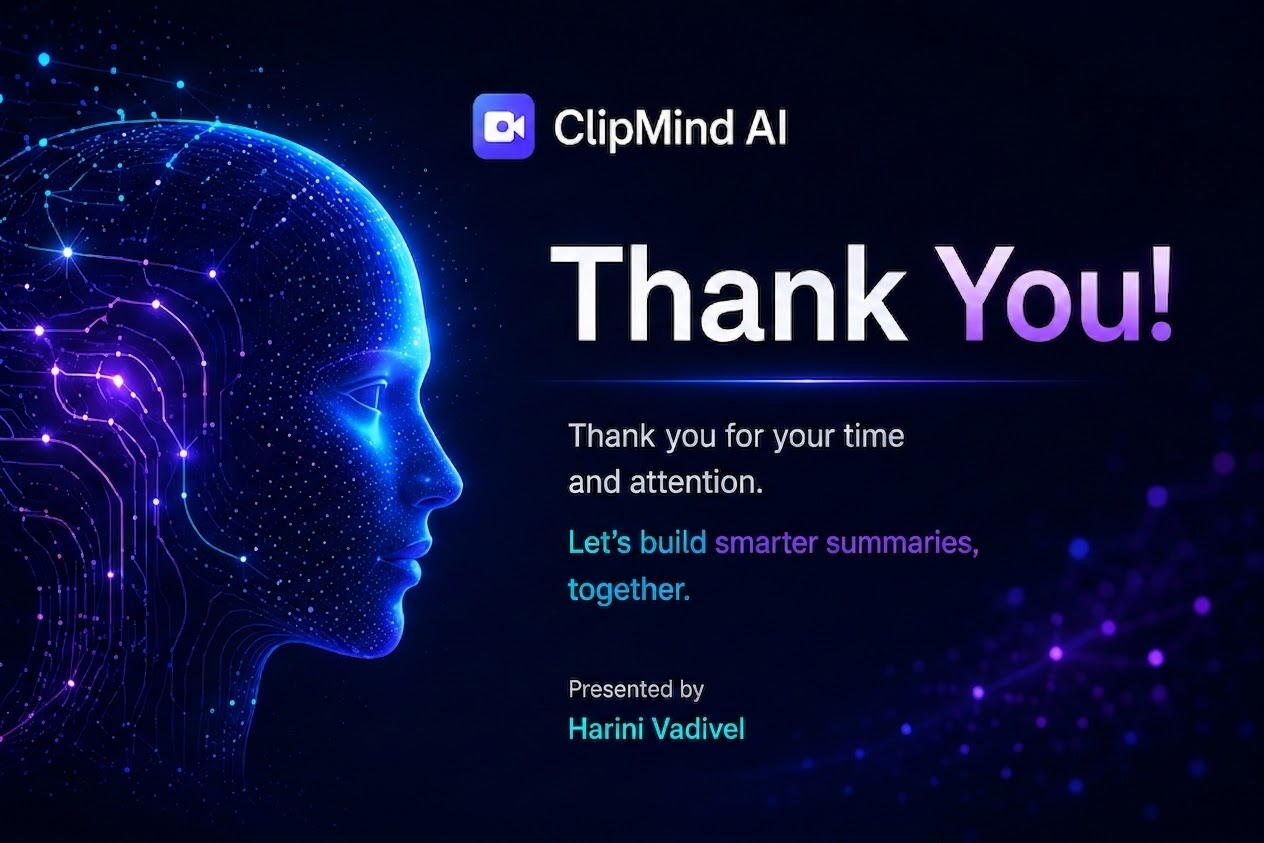 ClipMind AI
Thank You!
Thank you for your time
and attention.
Let’s build smarter summaries,
together.
Presented by
Harini Vadivel